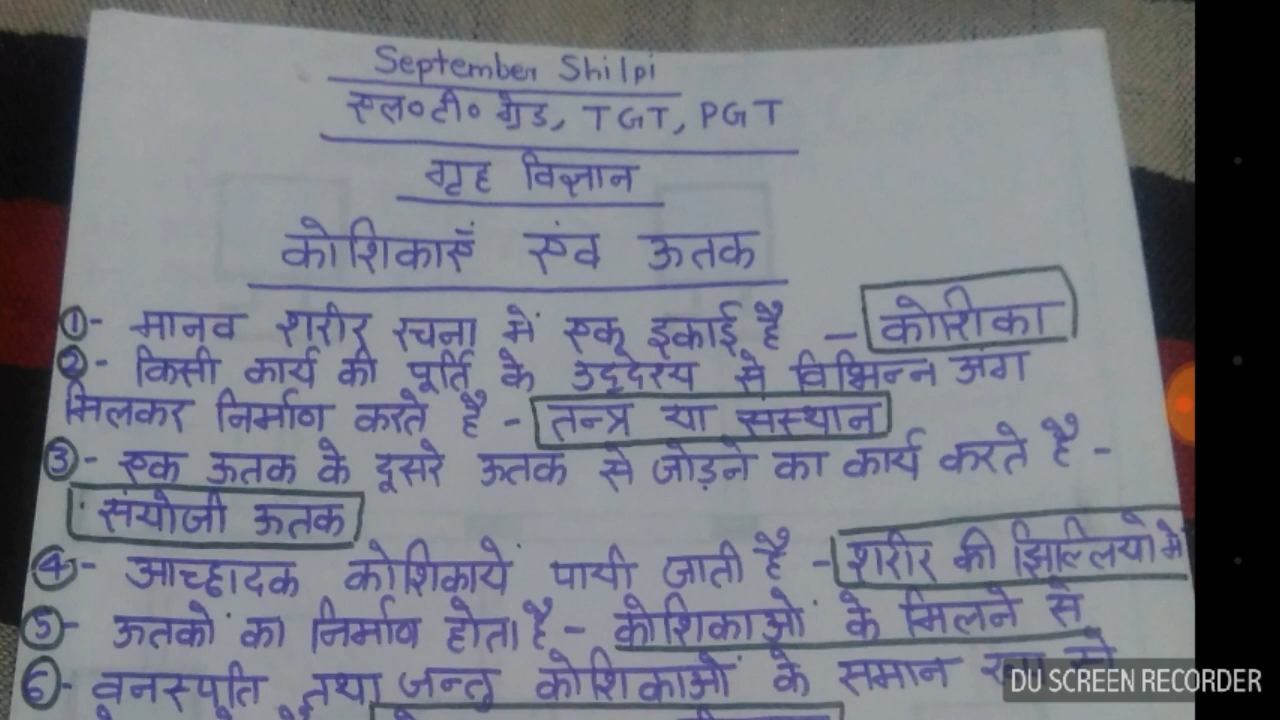 September Shilpi
एल०टी० ग्रेड, TGT, PGT
गृह विज्ञान
कोशिकाएँ एंव ऊतक
①- मानव शरीर रचना में एक इकाई है - कोशिका
②- किसी कार्य की पूर्ति के उद्देश्य से विभिन्न अंग
मिलकर निर्माण करते है - तन्त्र या संस्थान
③- एक ऊतक के दूसरे ऊतक से जोड़ने का कार्य करते है -
संयोजी ऊतक
④- आच्छादक कोशिकायें पायी जाती है - शरीर की झिल्लियो में
⑤- ऊतकों का निर्माण होता है - कोशिकाओं के मिलने से
⑥- वनस्पति तथा जन्तु कोशिकाओं के समान
DU SCREEN RECORDER